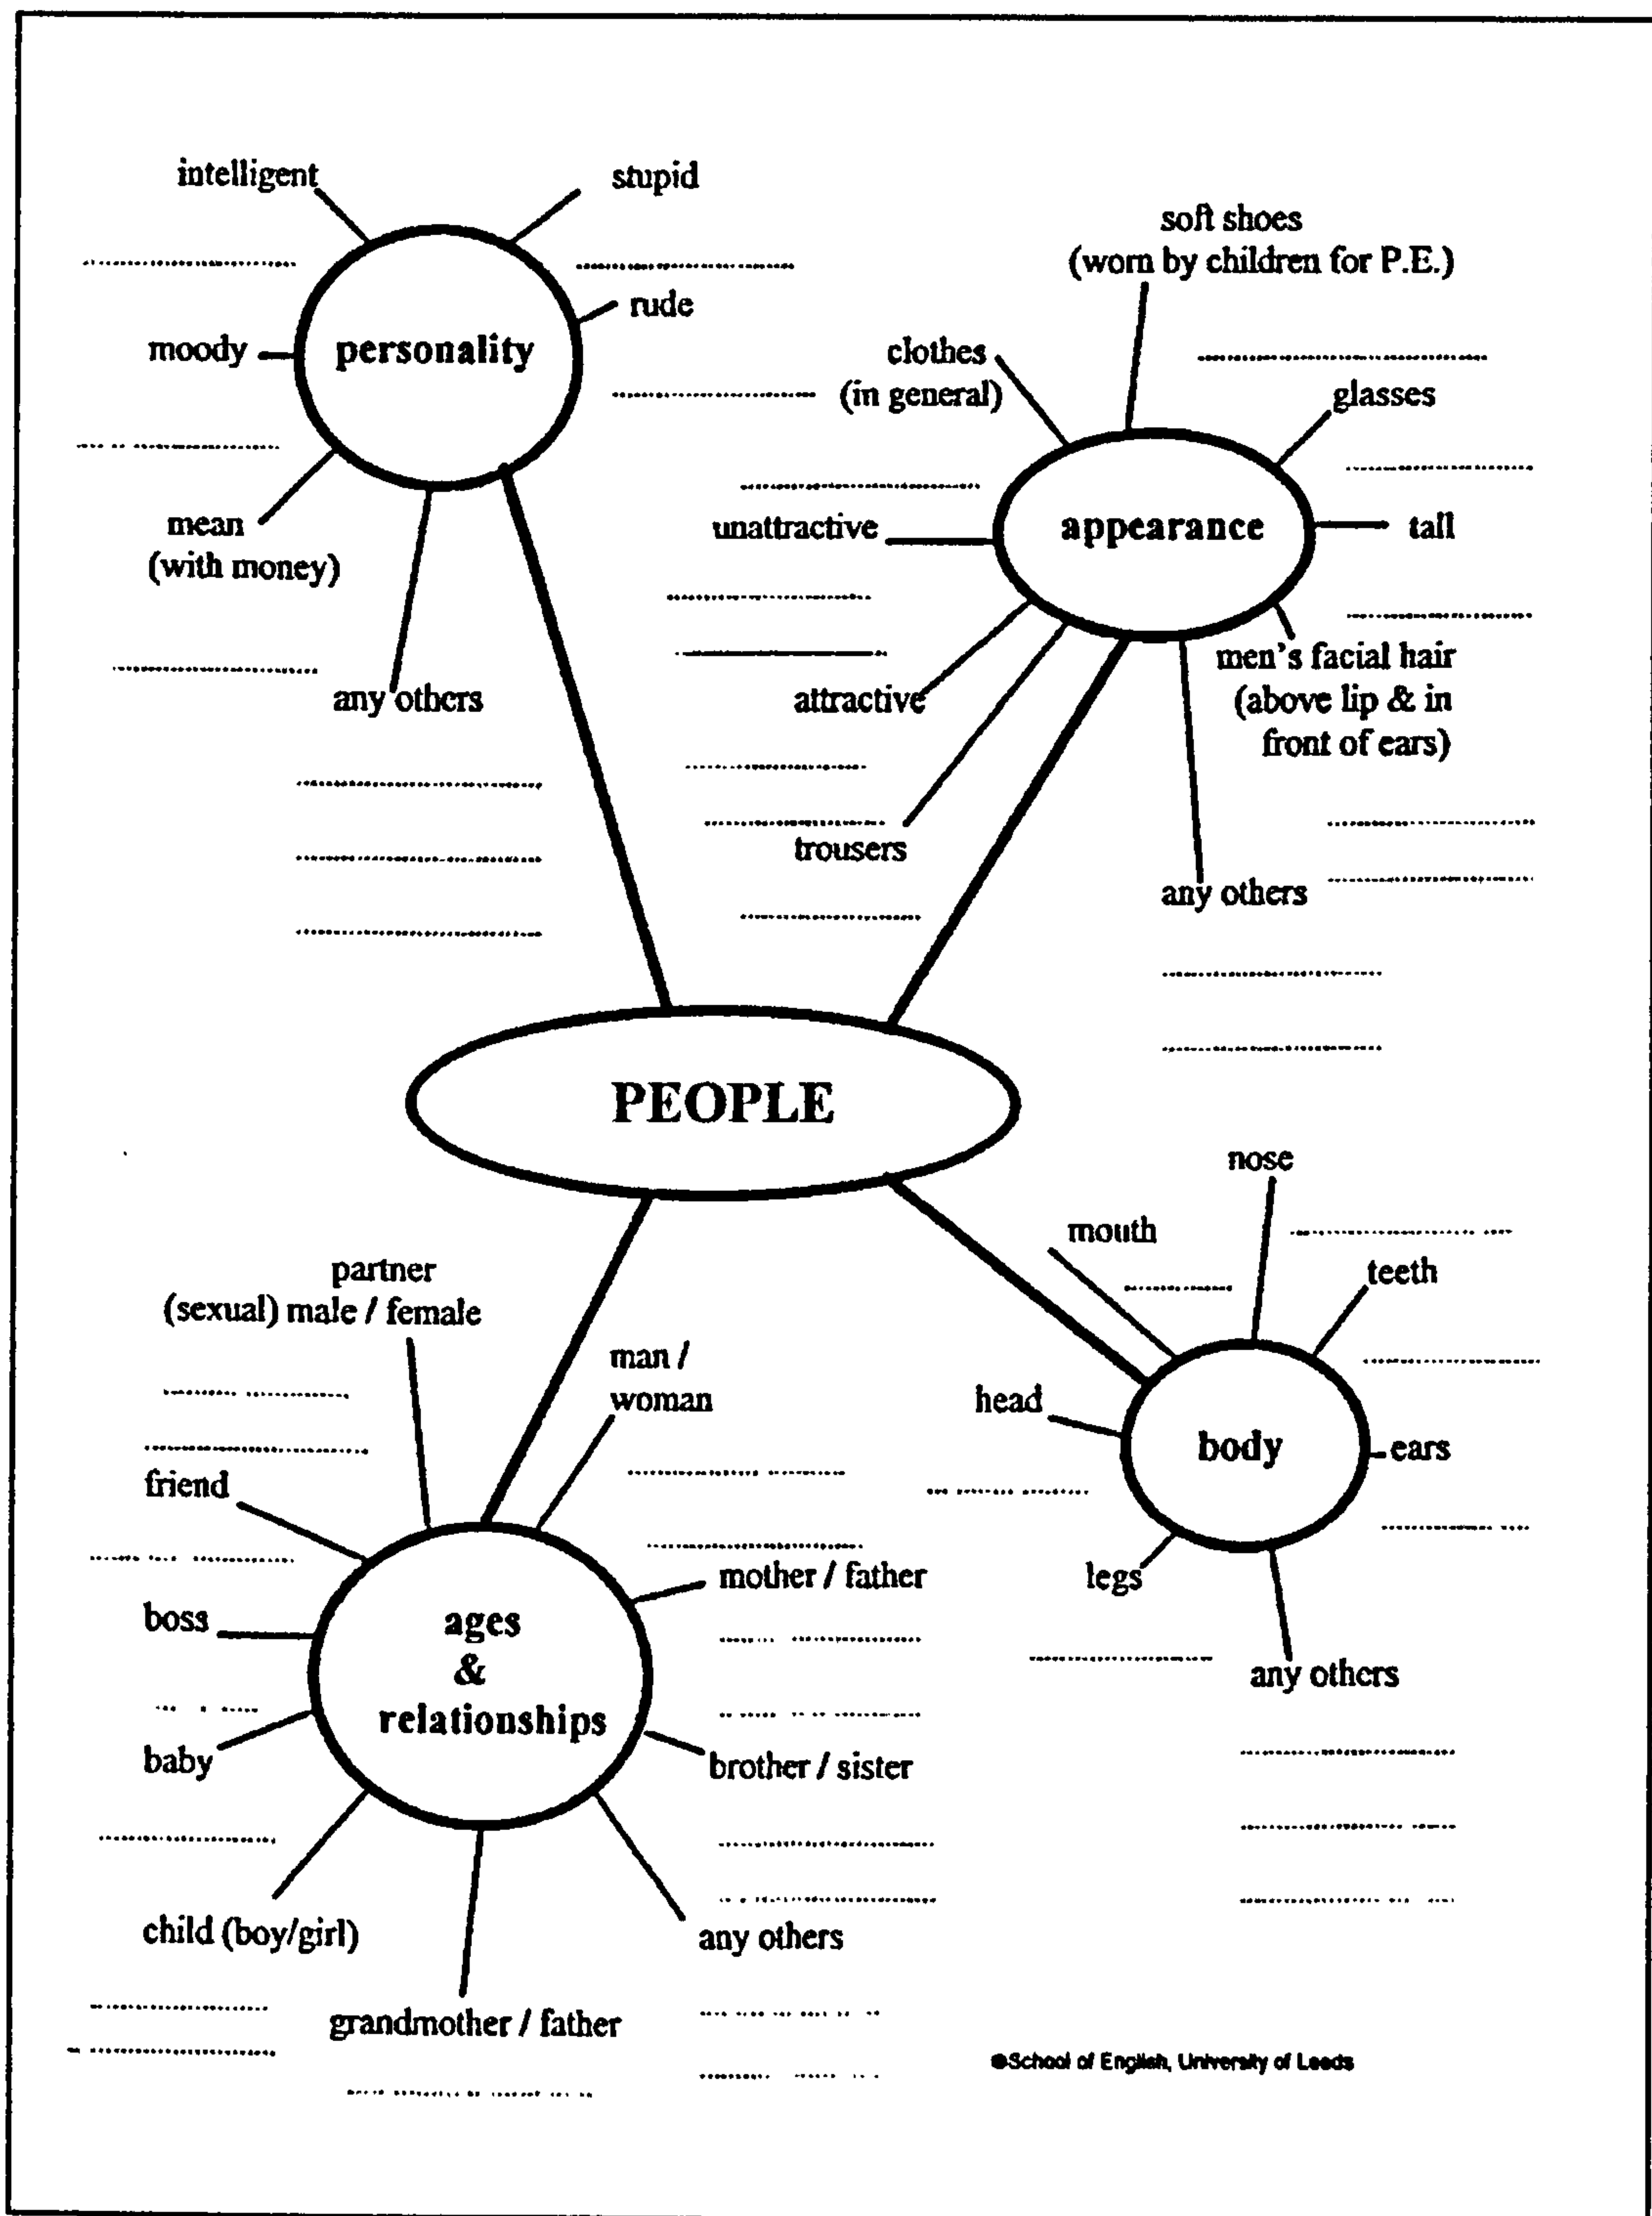 intelligent
stupid
rude
moody
personality
mean
(with money)
any others
soft shoes
(worn by children for P.E.)
clothes
(in general)
glasses
unattractive
appearance
tall
attractive
men's facial hair
(above lip & in
front of ears)
trousers
any others
PEOPLE
nose
mouth
teeth
head
body
ears
legs
any others
partner
(sexual) male / female
man /
woman
friend
mother / father
boss
ages
&
relationships
baby
brother / sister
child (boy/girl)
any others
grandmother / father
©School of English, University of Leeds